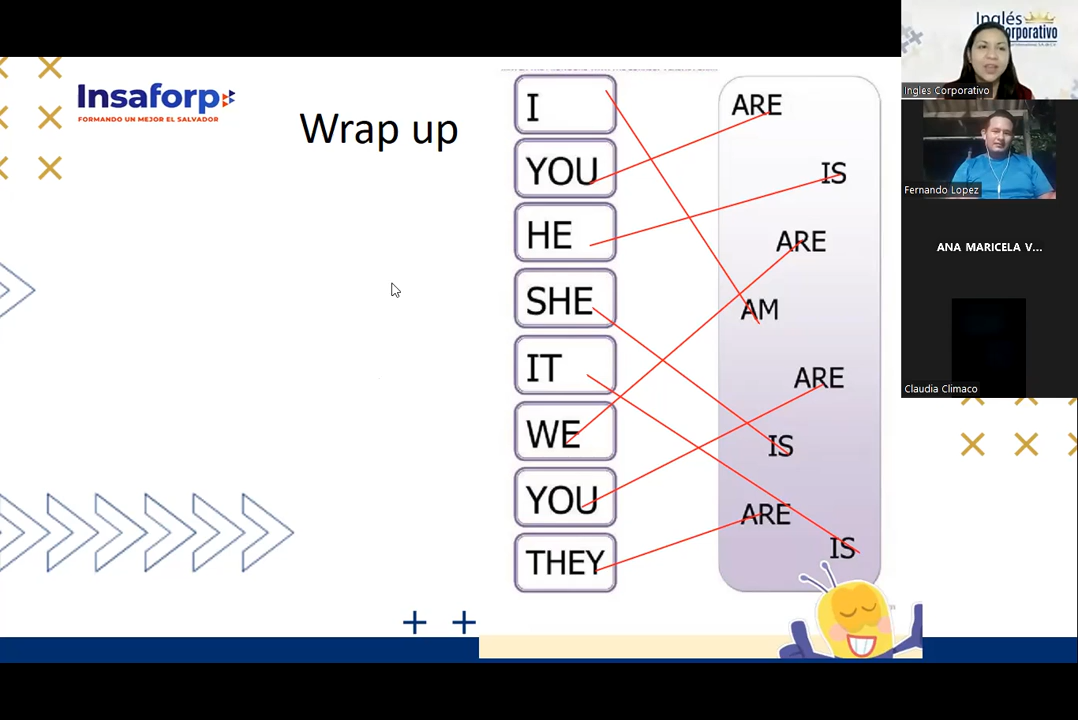 Insaforp
FORMANDO UN MEJOR EL SALVADOR
Wrap up
I
YOU
HE
SHE
IT
WE
YOU
THEY
ARE
IS
ARE
AM
ARE
IS
ARE
IS
Inglés
Corporativo
Ingles Corporativo
Fernando Lopez
ANA MARICELA V...
Claudia Climaco